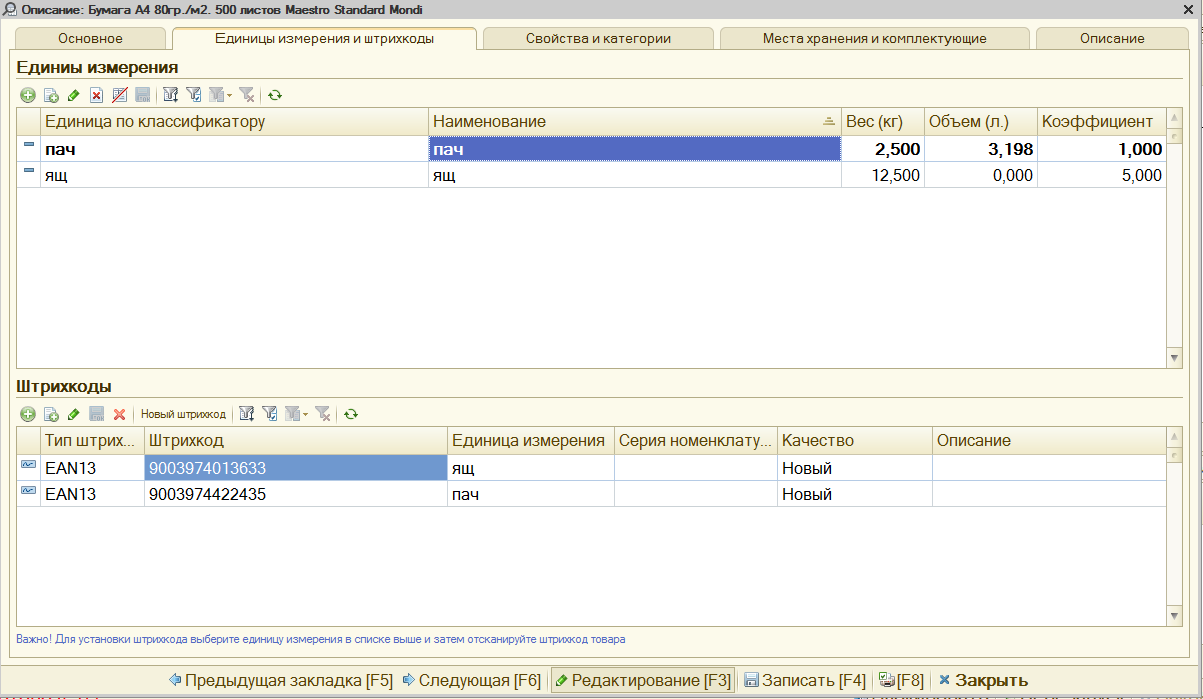 Описание: Бумага А4 80гр./м2. 500 листов Maestro Standard Mondi
Основное Единицы измерения и штрихкоды Свойства и категории Места хранения и комплектующие Описание
Единиы измерения
Единица по классификатору Наименование Вес (кг) Объем (л.) Коэффициент
пач пач 2,500 3,198 1,000
ящ ящ 12,500 0,000 5,000
Штрихкоды
Новый штрихкод
Тип штрих... Штрихкод Единица измерения Серия номенклату... Качество Описание
EAN13 9003974013633 ящ Новый
EAN13 9003974422435 пач Новый
Важно! Для установки штрихкода выберите единицу измерения в списке выше и затем отсканируйте штрихкод товара
Предыдущая закладка [F5] Следующая [F6] Редактирование [F3] Записать [F4] [F8] Закрыть